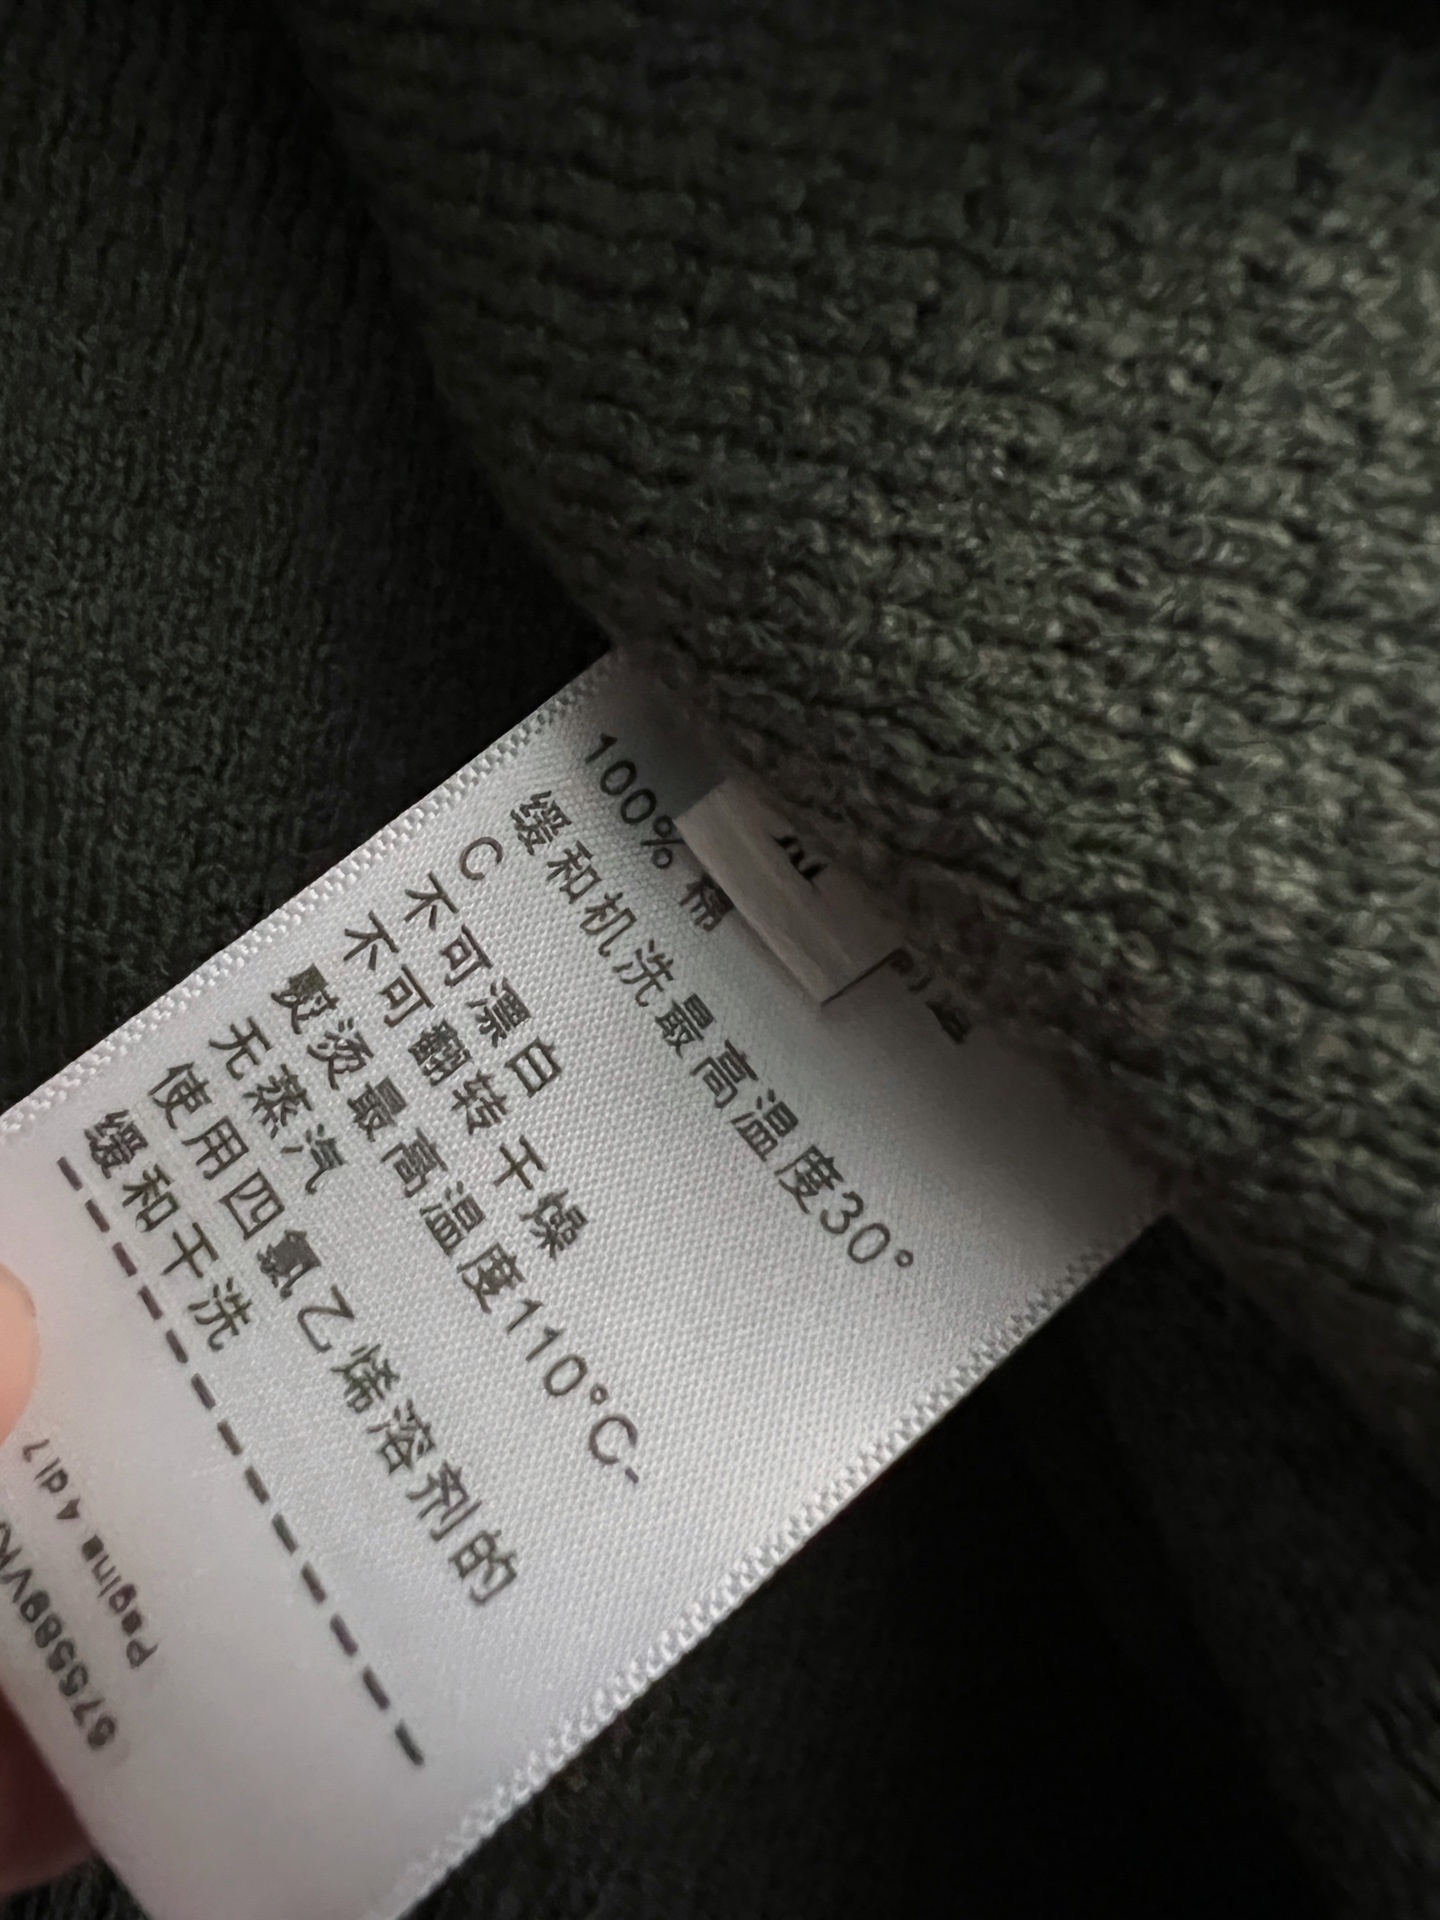 100% 棉
缓和机洗最高温度30°
C
不可漂白
不可翻转干燥
熨烫最高温度110°C-
无蒸汽
使用四氯乙烯溶剂的
缓和干洗
Pagina 4 di 7